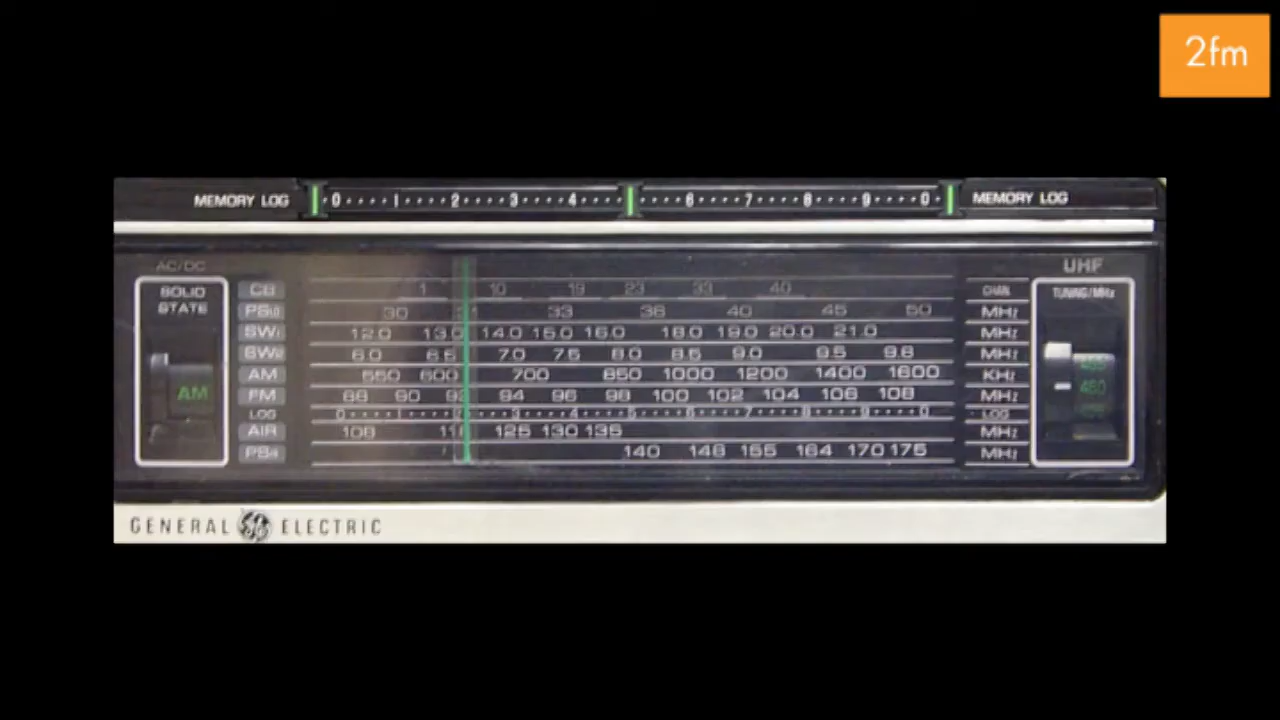 2fm
MEMORY LOG 0 1 2 3 4 6 7 8 9 0 MEMORY LOG
AC/DC UHF
SOLID STATE
AM
TUNING/MHz
CB 1 10 19 23 33 40 CHAN.
30 33 36 40 45 50 MHz
SW1 12.0 13.0 14.0 15.0 16.0 18.0 19.0 20.0 21.0 MHz
SW2 6.0 6.5 7.0 7.5 8.0 8.5 9.0 9.5 9.8 MHz
AM 550 600 700 850 1000 1200 1400 1600 KHz
FM 88 90 92 94 96 98 100 102 104 106 108 MHz
LOG 0 1 2 3 4 5 6 7 8 9 0 LOG
AIR 108 125 130 135 MHz
140 148 155 164 170 175 MHz
460
GENERAL GE ELECTRIC